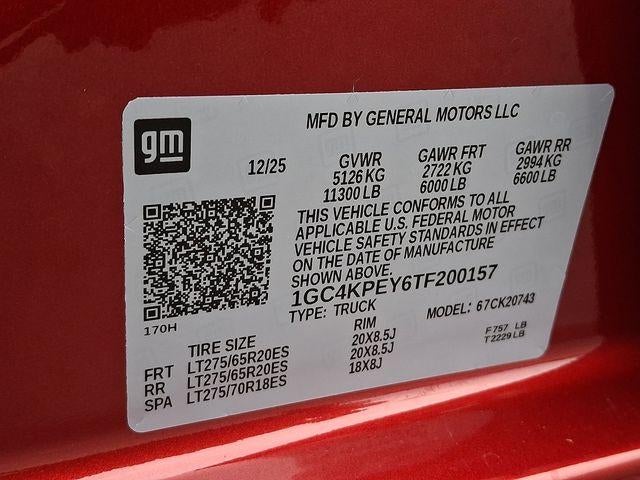 gm
MFD BY GENERAL MOTORS LLC
12/25
GVWR GAWR FRT GAWR RR
5126 KG 2722 KG 2994 KG
11300 LB 6000 LB 6600 LB
THIS VEHICLE CONFORMS TO ALL
APPLICABLE U.S. FEDERAL MOTOR
VEHICLE SAFETY STANDARDS IN EFFECT
ON THE DATE OF MANUFACTURE
SHOWN ABOVE.
1GC4KPEY6TF200157
TYPE: TRUCK MODEL: 67CK20743
170H
TIRE SIZE RIM
FRT LT275/65R20ES 20X8.5J
RR LT275/65R20ES 20X8.5J
SPA LT275/70R18ES 18X8J
F 757 LB
T 2229 LB